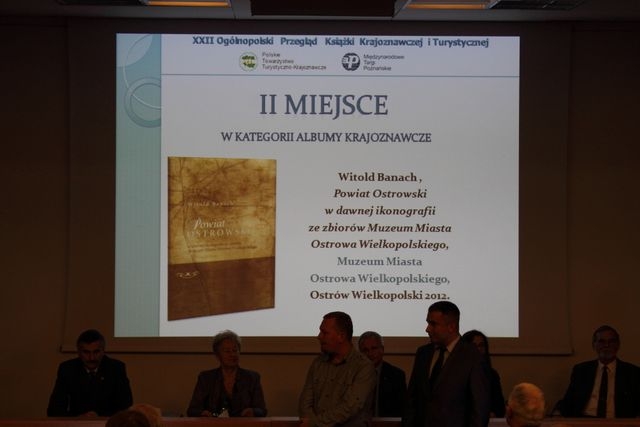 XXII Ogólnopolski Przegląd Książki Krajoznawczej i Turystycznej
Polskie
Towarzystwo
Turystyczno-Krajoznawcze
Międzynarodowe
Targi
Poznańskie
II MIEJSCE
W KATEGORII ALBUMY KRAJOZNAWCZE
Witold Banach
Powiat
OSTROWSKI
Witold Banach ,
Powiat Ostrowski
w dawnej ikonografii
ze zbiorów Muzeum Miasta
Ostrowa Wielkopolskiego,
Muzeum Miasta
Ostrowa Wielkopolskiego,
Ostrów Wielkopolski 2012.